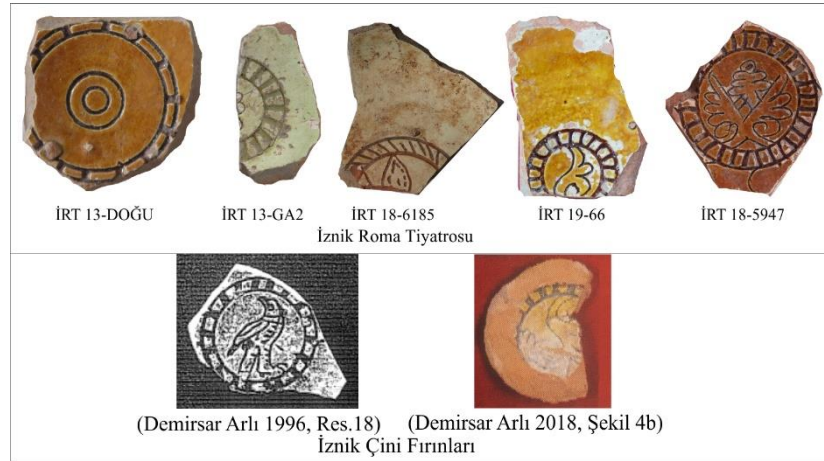 İRT 13-DOĞU İRT 13-GA2 İRT 18-6185 İRT 19-66 İRT 18-5947
İznik Roma Tiyatrosu
(Demirsar Arlı 1996, Res.18) (Demirsar Arlı 2018, Şekil 4b)
İznik Çini Fırınları